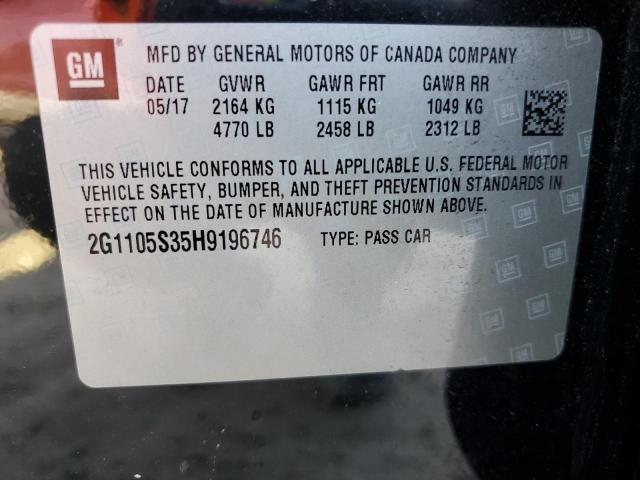 GM
MFD BY GENERAL MOTORS OF CANADA COMPANY
DATE GVWR GAWR FRT GAWR RR
05/17 2164 KG 1115 KG 1049 KG
4770 LB 2458 LB 2312 LB
THIS VEHICLE CONFORMS TO ALL APPLICABLE U.S. FEDERAL MOTOR
VEHICLE SAFETY, BUMPER, AND THEFT PREVENTION STANDARDS IN
EFFECT ON THE DATE OF MANUFACTURE SHOWN ABOVE.
2G1105S35H9196746 TYPE: PASS CAR